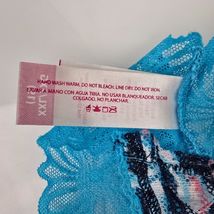 HAND WASH WARM. DO NOT BLEACH. LINE DRY. DO NOT IRON.
LAVAR A MANO CON AGUA TIBIA. NO USAR BLANQUEADOR. SECAR
COLGADO. NO PLANCHAR.